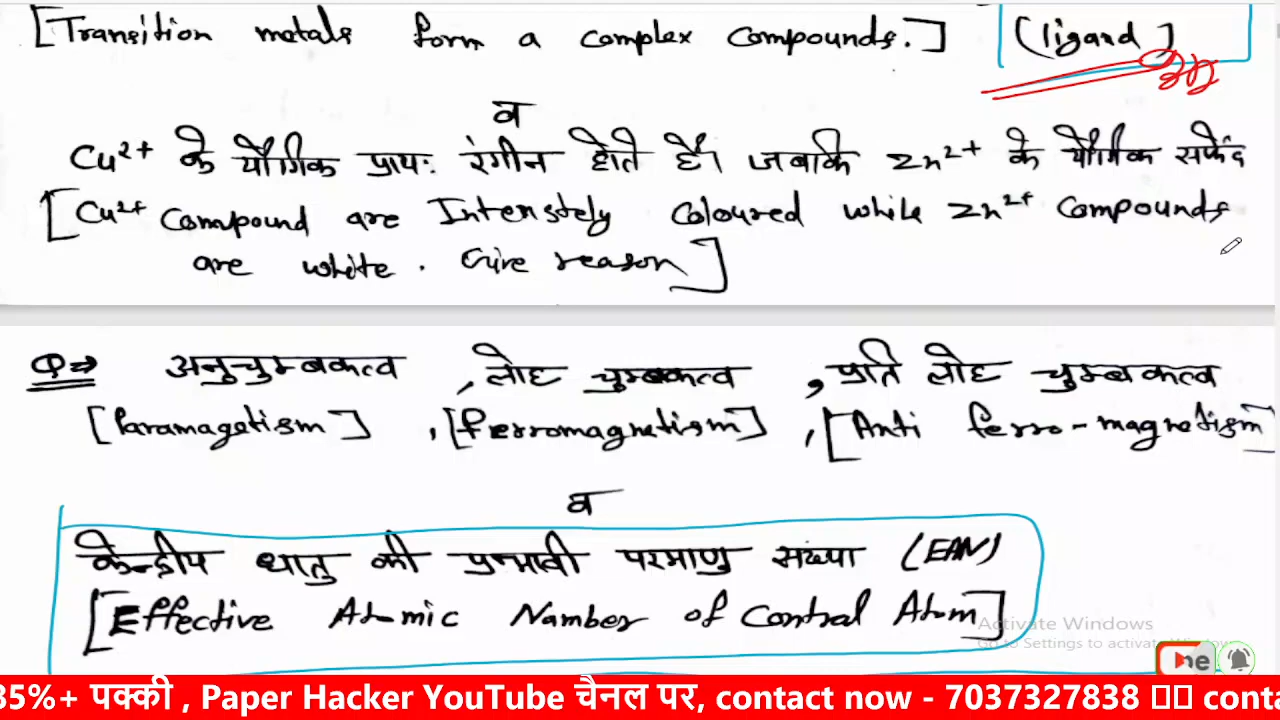 [Transition metals form a complex compounds.] (ligand)
व
Cu²⁺ के यौगिक प्रायः रंगीन होते हैं। जबकि Zn²⁺ के यौगिक सफेद
[Cu²⁺ Compound are Intenstely coloured while Zn²⁺ compounds
are white. Give reason]
Q⇒ अनुचुम्बकत्व , लोह चुम्बकत्व , प्रति लोह चुम्बकत्व
[Paramagetism] , [ferromagnetism] , [Anti ferro-magnetism]
व
केन्द्रीय धातु की प्रभावी परमाणु संख्या (EAN)
[Effective Atomic Number of Central Atom]
Activate Windows
Go to Settings to activate Windows.
85%+ पक्की , Paper Hacker YouTube चैनल पर, contact now - 7037327838 conta